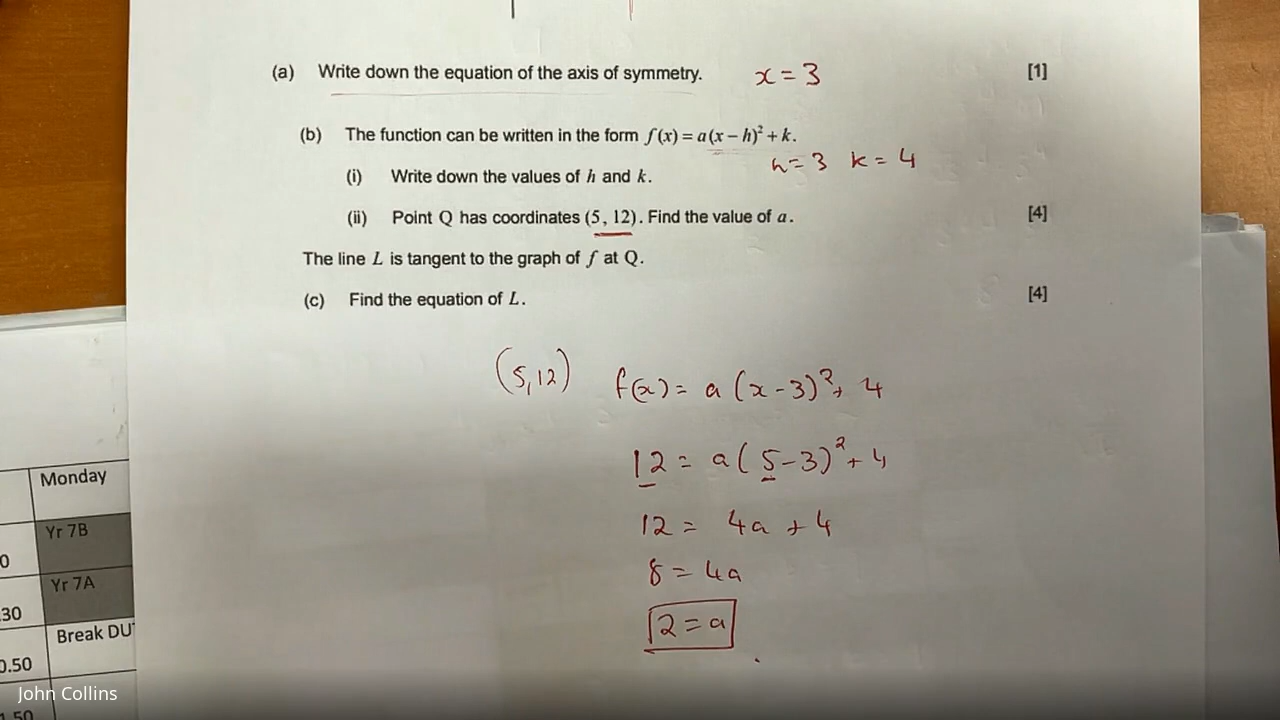 (a) Write down the equation of the axis of symmetry. x = 3 [1]
(b) The function can be written in the form f(x) = a(x − h)² + k.
h = 3 k = 4
(i) Write down the values of h and k.
(ii) Point Q has coordinates (5, 12). Find the value of a. [4]
The line L is tangent to the graph of f at Q.
(c) Find the equation of L. [4]
(5,12) f(x) = a(x - 3)² + 4
12 = a(5-3)² + 4
12 = 4a + 4
8 = 4a
2 = a
Monday
Yr 7B
0
Yr 7A
.30
Break DU
0.50
1.50
John Collins